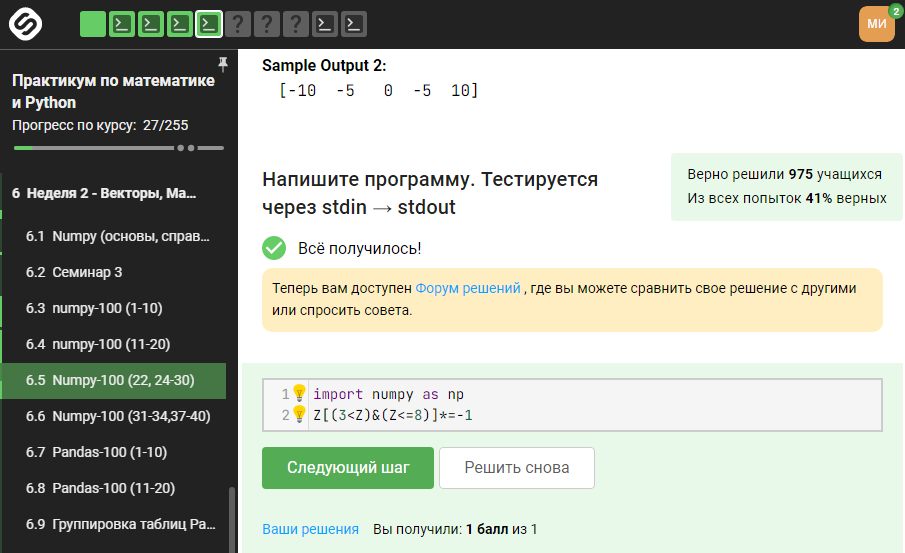 МИ
2
Практикум по математике
и Python
Прогресс по курсу: 27/255
6 Неделя 2 - Векторы, Ма...
6.1 Numpy (основы, справ...
6.2 Семинар 3
6.3 numpy-100 (1-10)
6.4 numpy-100 (11-20)
6.5 Numpy-100 (22, 24-30)
6.6 Numpy-100 (31-34,37-40)
6.7 Pandas-100 (1-10)
6.8 Pandas-100 (11-20)
6.9 Группировка таблиц Pa...
Sample Output 2:
[-10 -5 0 -5 10]
Напишите программу. Тестируется
через stdin → stdout
Верно решили 975 учащихся
Из всех попыток 41% верных
Всё получилось!
Теперь вам доступен Форум решений , где вы можете сравнить свое решение с другими
или спросить совета.
1 import numpy as np
2 Z[(3<Z)&(Z<=8)]*=-1
Следующий шаг
Решить снова
Ваши решения Вы получили: 1 балл из 1